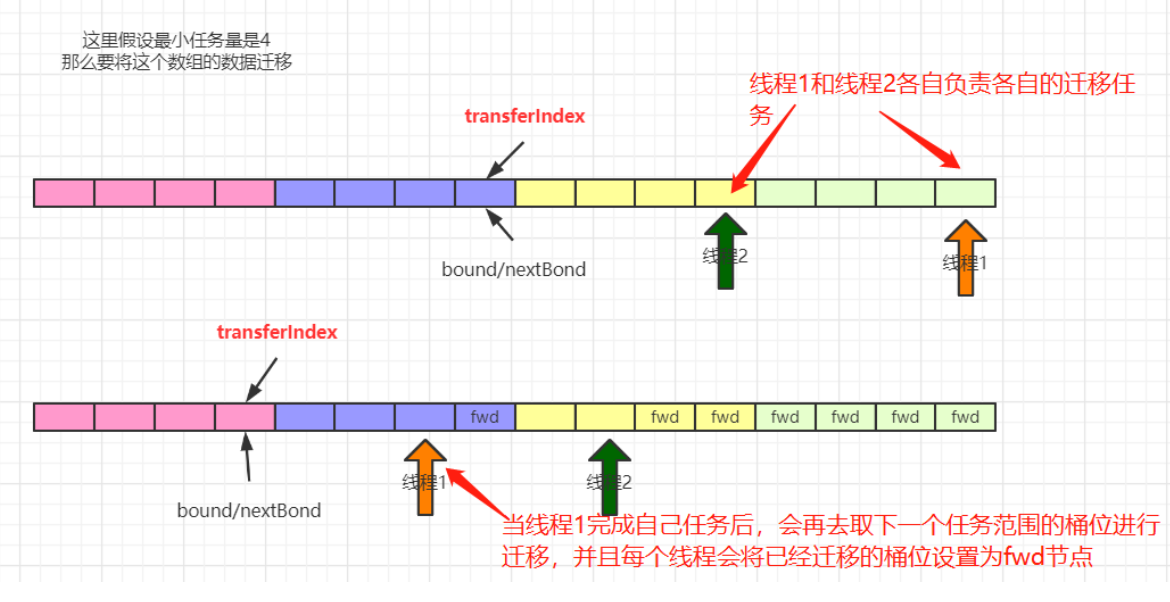 这里假设最小任务量是4
那么要将这个数组的数据迁移
线程1和线程2各自负责各自的迁移任
务
transferIndex
线程2
线程1
bound/nextBond
transferIndex
fwd
fwd
fwd
fwd
fwd
fwd
fwd
线程1
线程2
bound/nextBond
当线程1完成自己任务后，会再去取下一个任务范围的桶位进行
迁移，并且每个线程会将已经迁移的桶位设置为fwd节点